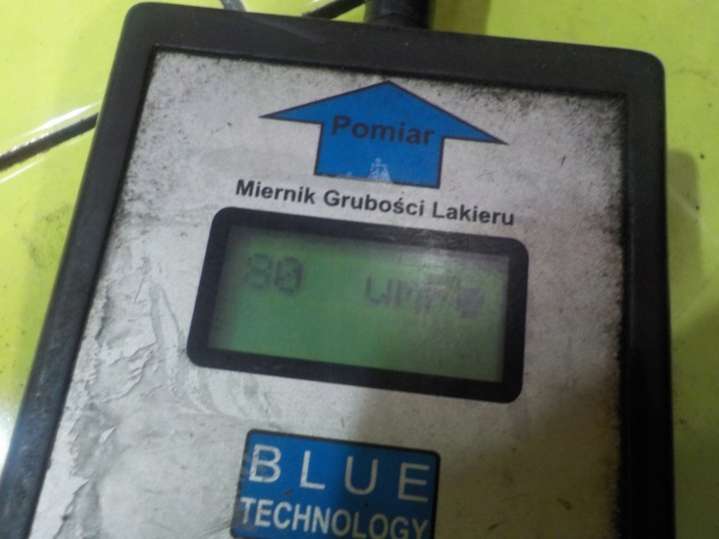 Pomiar
Miernik Grubości Lakieru
80
BLUE
TECHNOLOGY